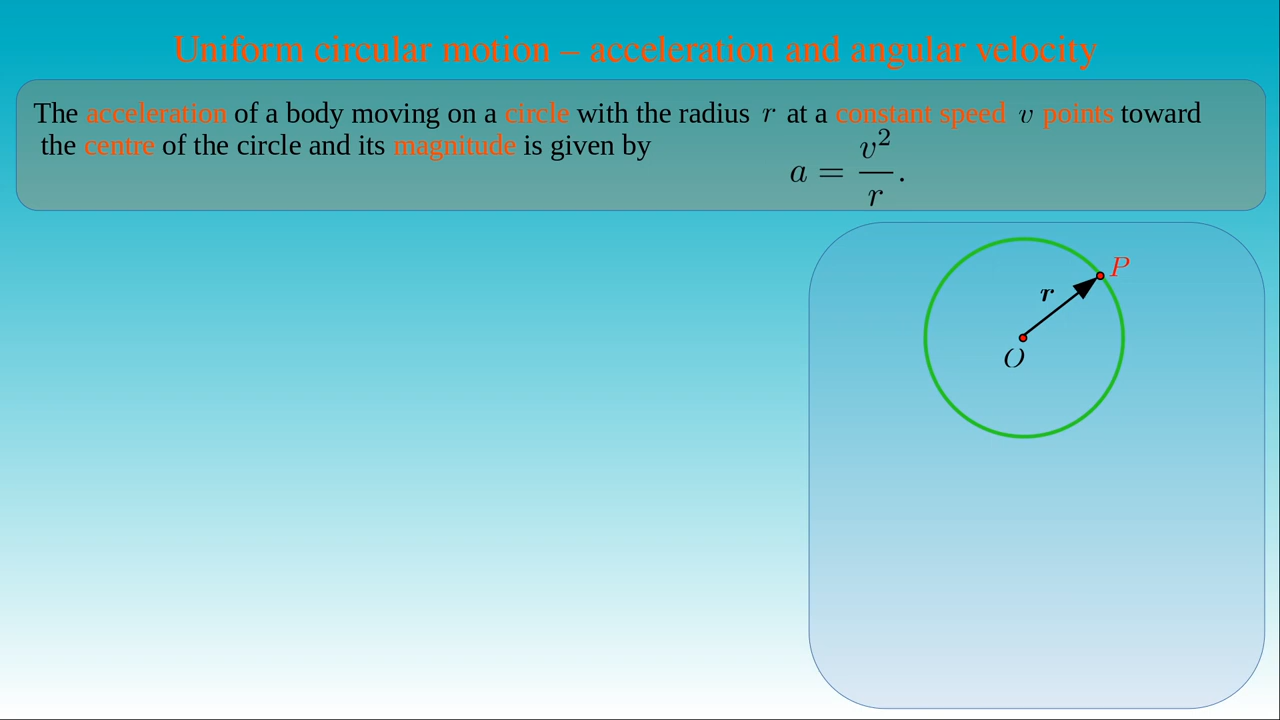 Uniform circular motion – acceleration and angular velocity
The acceleration of a body moving on a circle with the radius r at a constant speed v points toward
the centre of the circle and its magnitude is given by
a = v²/r.
P
r
O